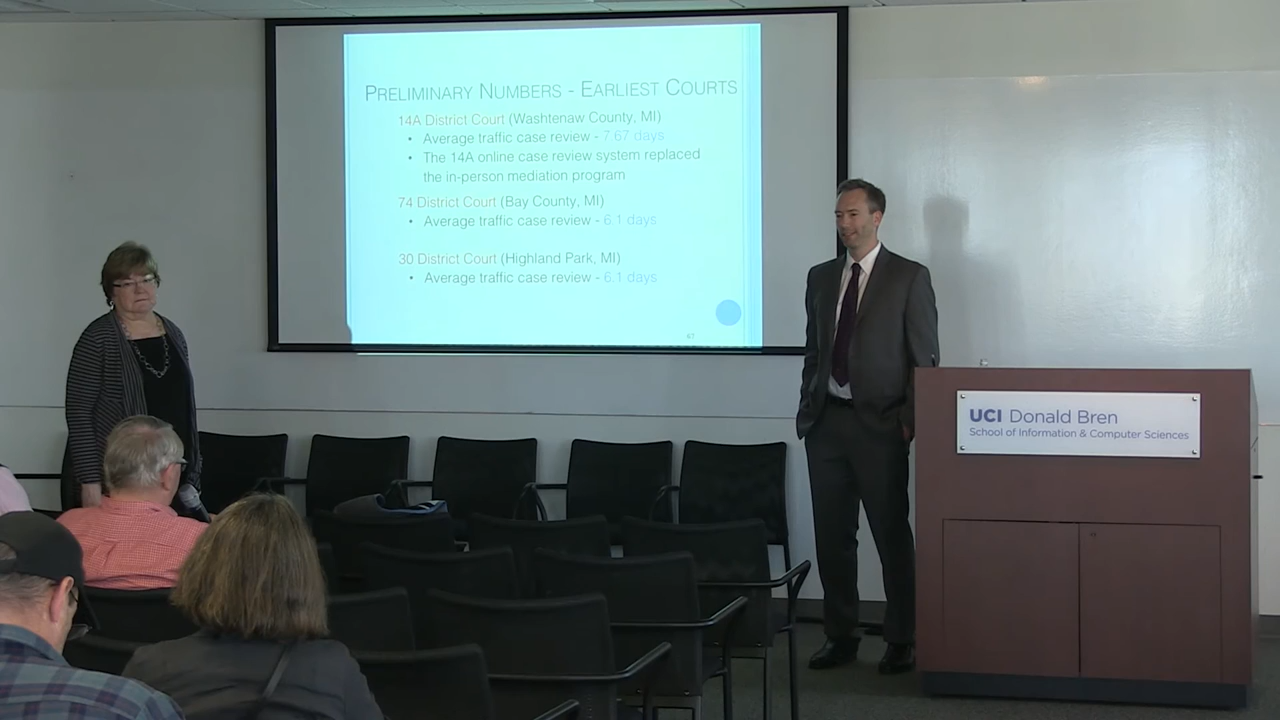 PRELIMINARY NUMBERS - EARLIEST COURTS
14A District Court (Washtenaw County, MI)
• Average traffic case review - 7.67 days
• The 14A online case review system replaced
the in-person mediation program
74 District Court (Bay County, MI)
• Average traffic case review - 6.1 days
30 District Court (Highland Park, MI)
• Average traffic case review - 6.1 days
67
UCI Donald Bren
School of Information & Computer Sciences